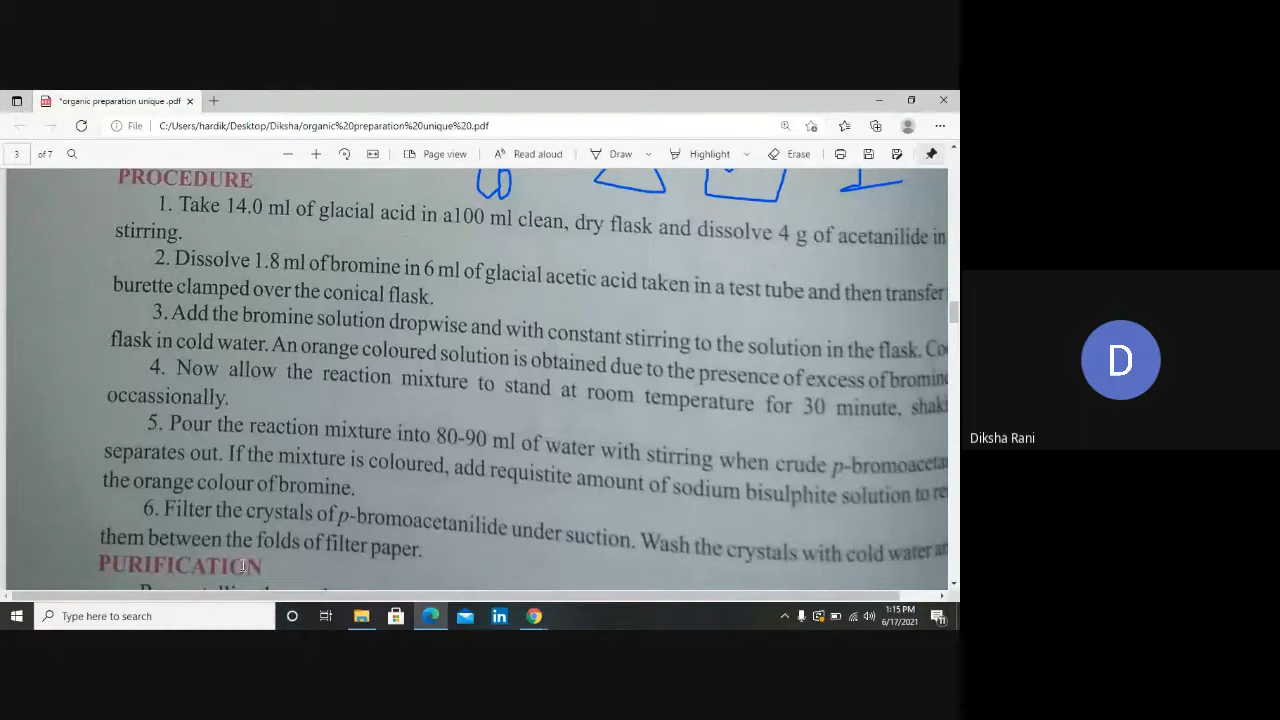 *organic preparation unique .pdf
File
C:/Users/hardik/Desktop/Diksha/organic%20preparation%20unique%20.pdf
3 of 7
Page view
Read aloud
Draw
Highlight
Erase
PROCEDURE
1. Take 14.0 ml of glacial acid in a100 ml clean, dry flask and dissolve 4 g of acetanilide in
stirring.
2. Dissolve 1.8 ml of bromine in 6 ml of glacial acetic acid taken in a test tube and then transfer
burette clamped over the conical flask.
3. Add the bromine solution dropwise and with constant stirring to the solution in the flask. Co
flask in cold water. An orange coloured solution is obtained due to the presence of excess of bromine
4. Now allow the reaction mixture to stand at room temperature for 30 minute, shaki
occassionally.
5. Pour the reaction mixture into 80-90 ml of water with stirring when crude p-bromoaceta
separates out. If the mixture is coloured, add requistite amount of sodium bisulphite solution to re
the orange colour of bromine.
6. Filter the crystals of p-bromoacetanilide under suction. Wash the crystals with cold water an
them between the folds of filter paper.
PURIFICATION
D
Diksha Rani
Type here to search
1:15 PM
6/17/2021